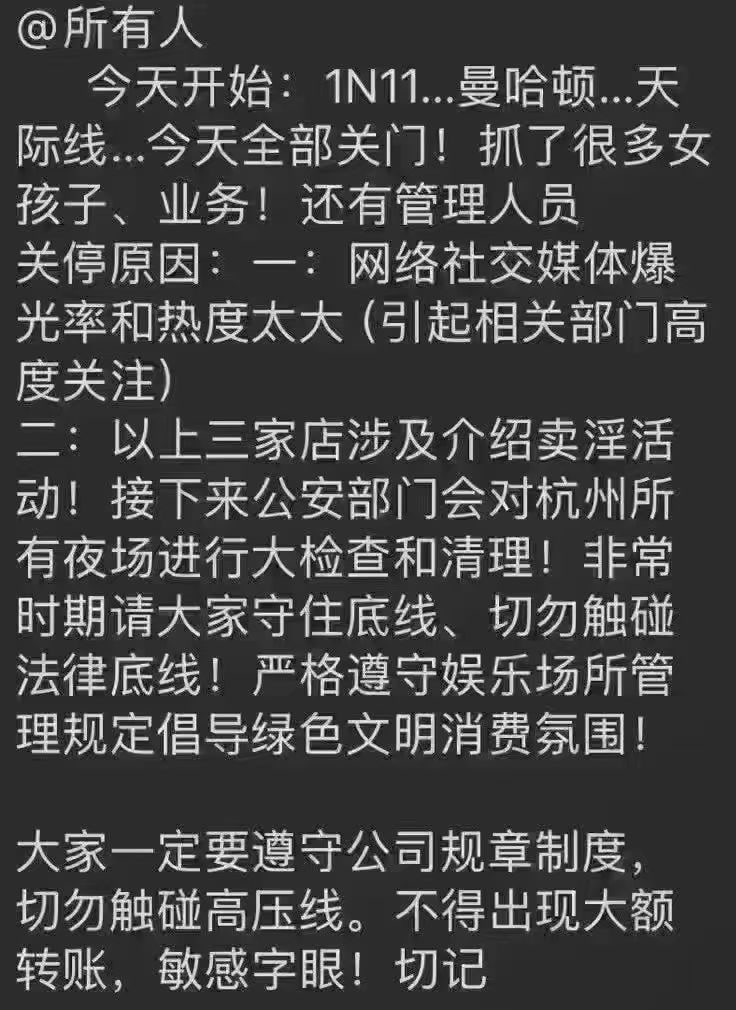 @所有人
今天开始：1N11...曼哈顿...天
际线...今天全部关门！抓了很多女
孩子、业务！还有管理人员
关停原因：一：网络社交媒体爆
光率和热度太大（引起相关部门高
度关注）
二：以上三家店涉及介绍卖淫活
动！接下来公安部门会对杭州所
有夜场进行大检查和清理！非常
时期请大家守住底线、切勿触碰
法律底线！严格遵守娱乐场所管
理规定倡导绿色文明消费氛围！
大家一定要遵守公司规章制度，
切勿触碰高压线。不得出现大额
转账，敏感字眼！切记